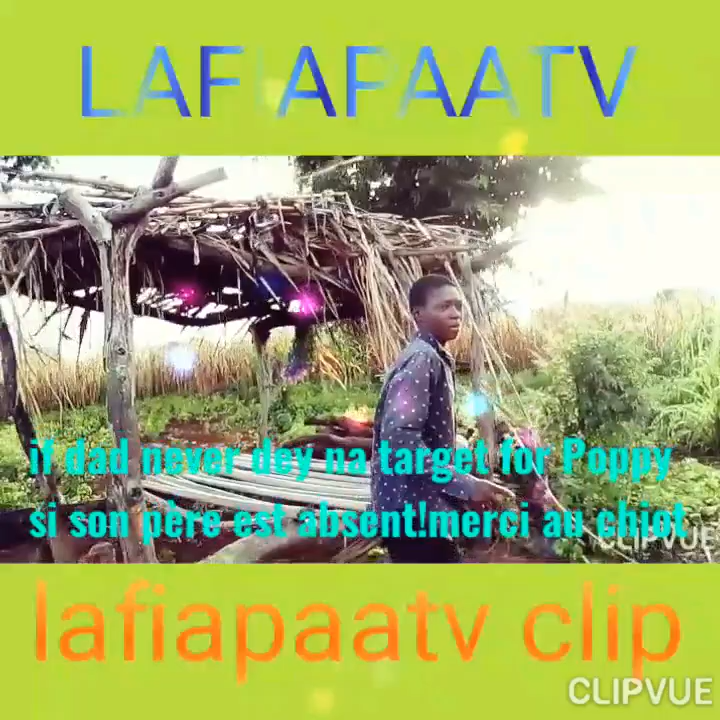 LAFIAPAATV
if dad never dey na target for Poppy
si son père est absent!merci au chiot
CLIPVUE
lafiapaatv clip
CLIPVUE